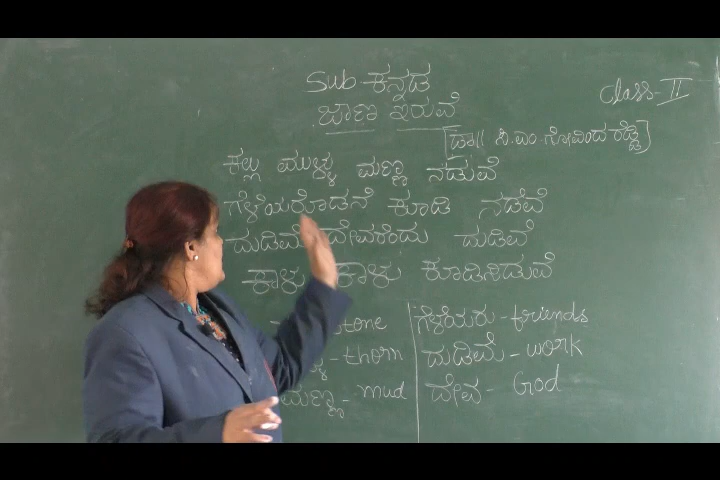 Sub ಕನ್ನಡ
Class-II
ಜಾಣ ಇರುವೆ
[ಡಾ|| ಸಿ.ಎಂ.ಗೋವಿಂದ ರೆಡ್ಡಿ]
ಕಲ್ಲು ಮುಳ್ಳು ಮಣ್ಣ ನಡುವೆ
ಗೆಳೆಯರೊಡನೆ ಕೂಡಿ ನಡೆವೆ
ದುಡಿಮೆ ದೇವರೆಂದು ದುಡಿವೆ
ಕಾಳು ಕಾಳು ಕೂಡಿಸಿಡುವೆ
stone
- thorn
ಮಣ್ಣು - mud
ಗೆಳೆಯರು - friends
ದುಡಿಮೆ - work
ದೇವ - God